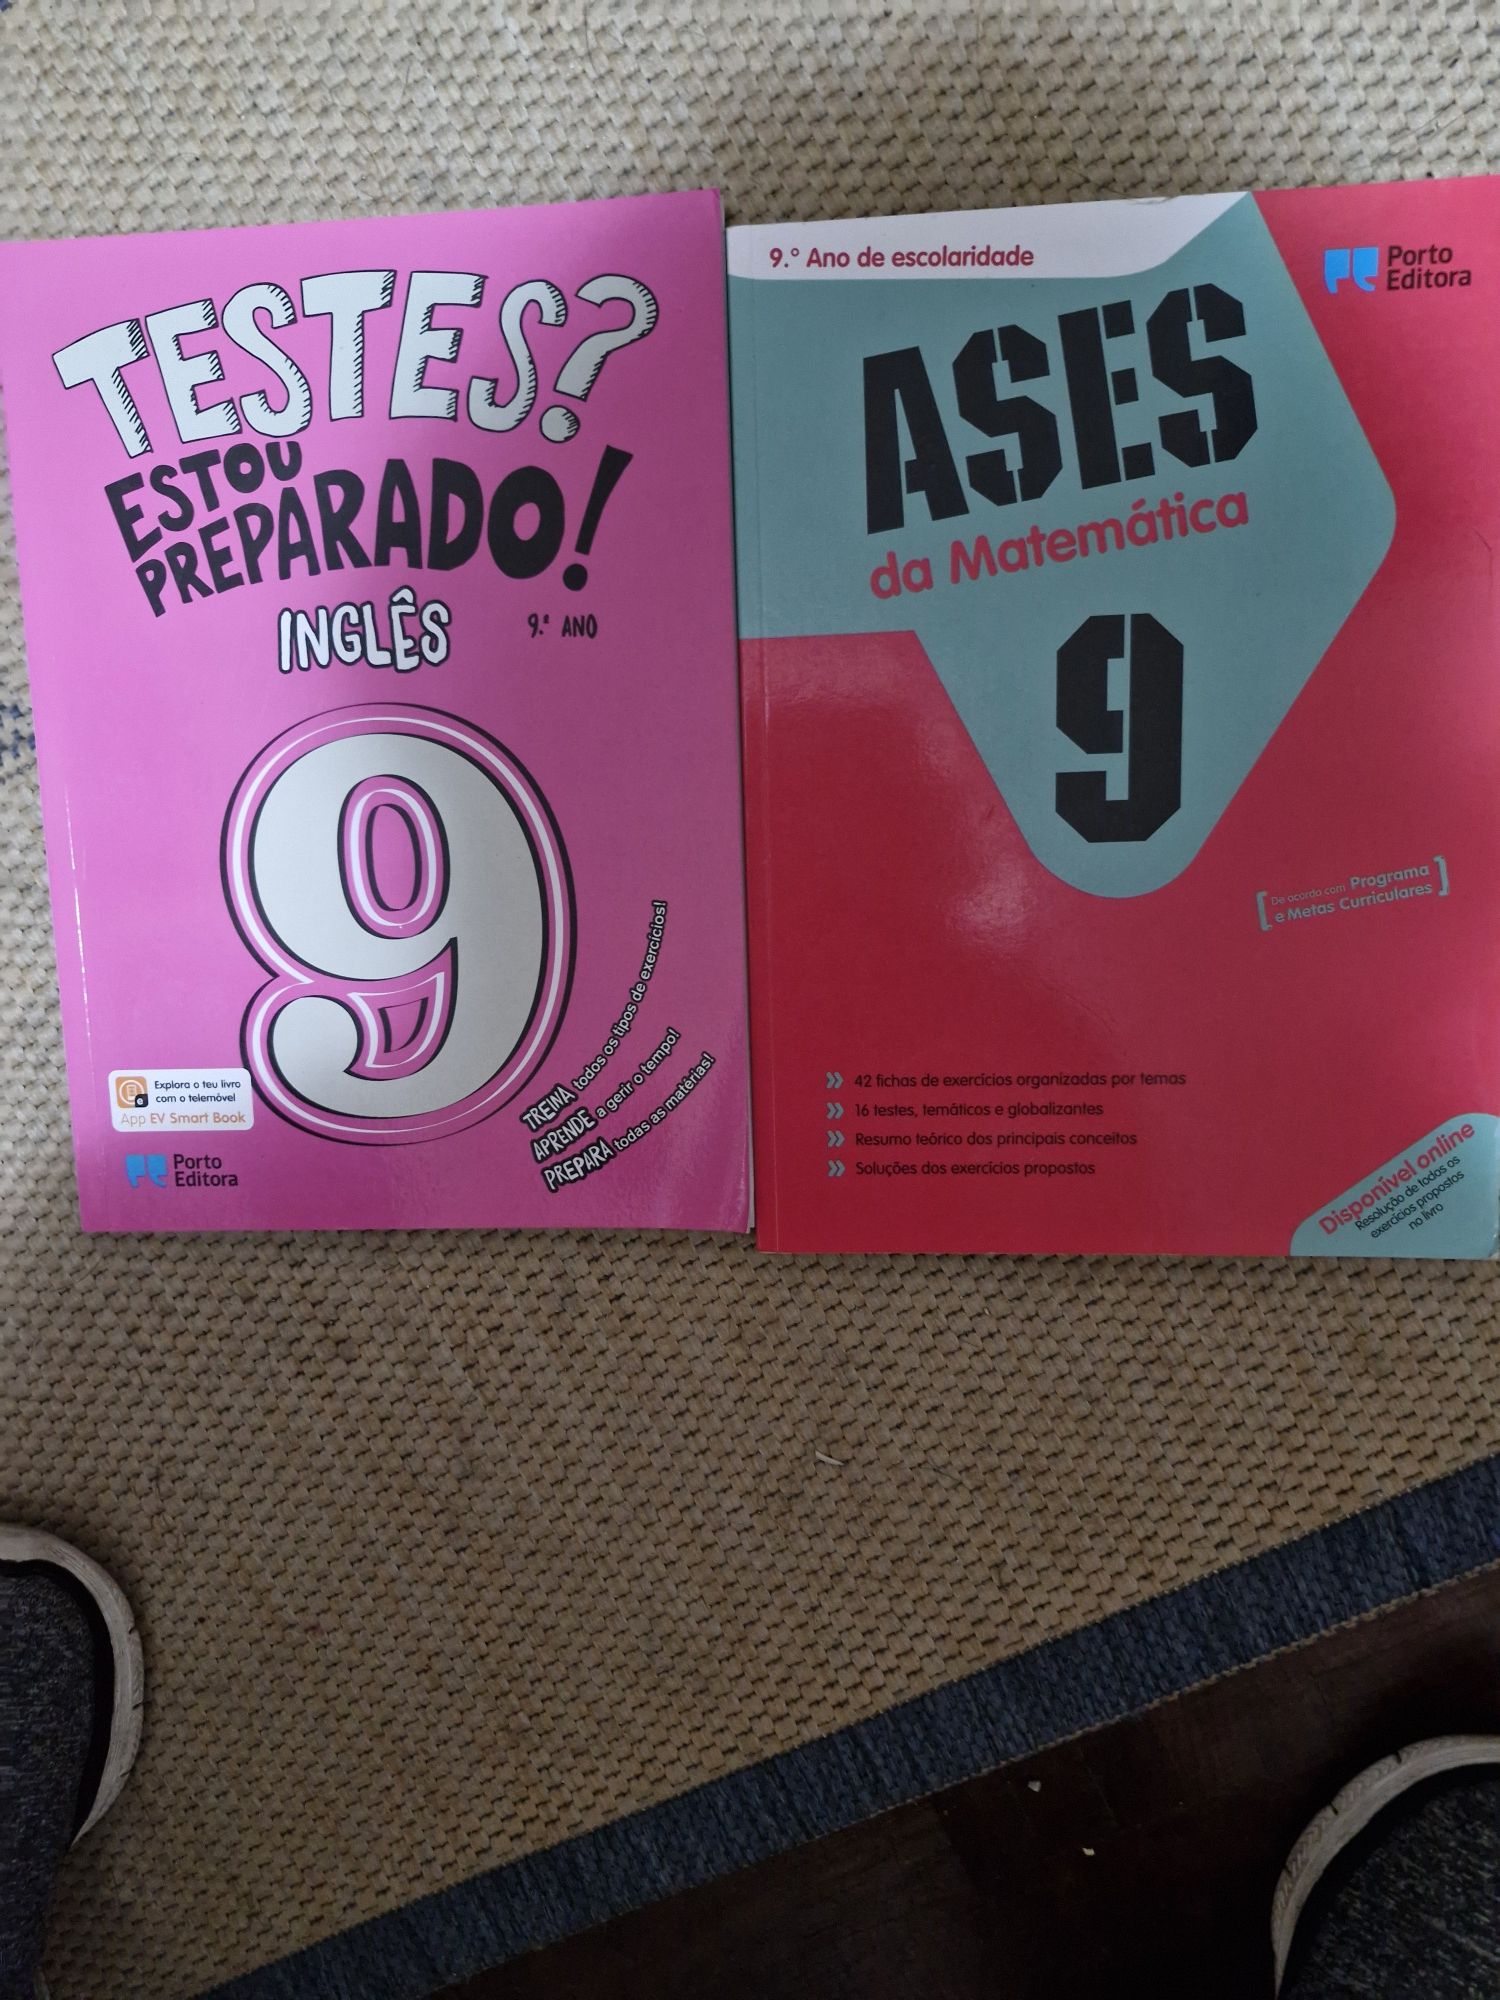 TESTES?
ESTOU
PREPARADO!
INGLÊS
9.º ANO
9
TREINA todos os tipos de exercícios!
APRENDE a gerir o tempo!
PREPARA todas as matérias!
Explora o teu livro
com o telemóvel
App EV Smart Book
Porto
Editora
9.º Ano de escolaridade
Porto
Editora
ASES
da Matemática
9
[De acordo com Programa
e Metas Curriculares]
42 fichas de exercícios organizadas por temas
16 testes, temáticos e globalizantes
Resumo teórico dos principais conceitos
Soluções dos exercícios propostos
Disponível online
Resolução de todos os
exercícios propostos
no livro